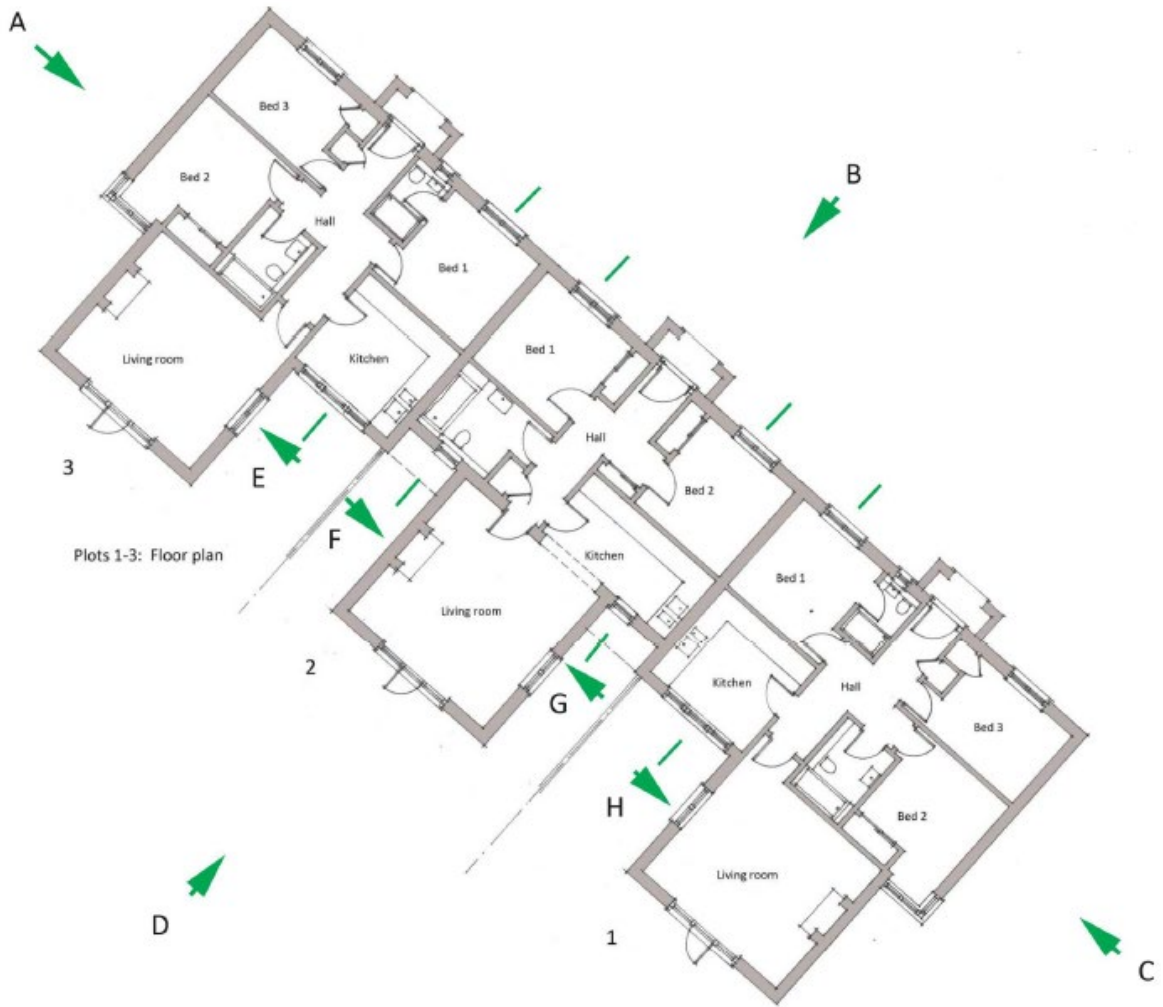 A
Bed 3
Bed 2
B
Hall
Bed 1
Living room
Kitchen
Bed 1
3
E
Hall
Bed 2
F
Plots 1-3: Floor plan
Kitchen
Bed 1
Living room
2
G
Kitchen
Hall
Bed 3
H
Bed 2
Living room
D
1
C